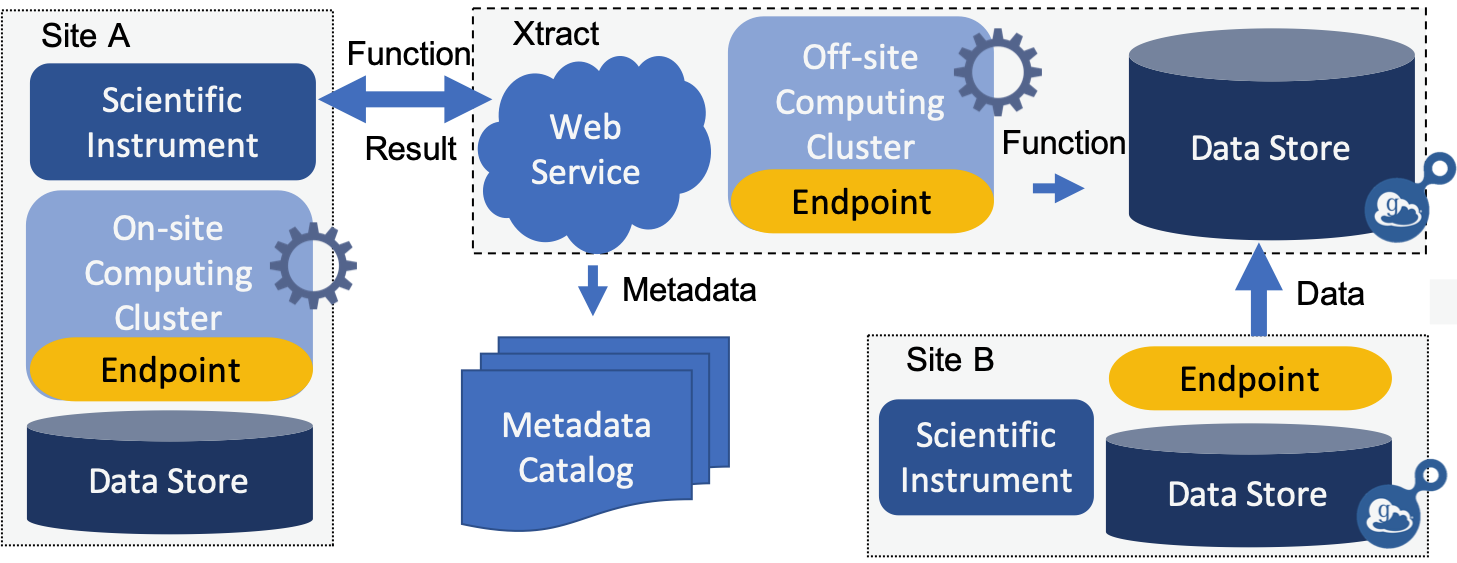 Site A
Scientific
Instrument
On-site
Computing
Cluster
Endpoint
Data Store
Function
Result
Xtract
Web
Service
Off-site
Computing
Cluster
Endpoint
Function
Data Store
g
Metadata
Metadata
Catalog
Data
Site B
Endpoint
Scientific
Instrument
Data Store
g